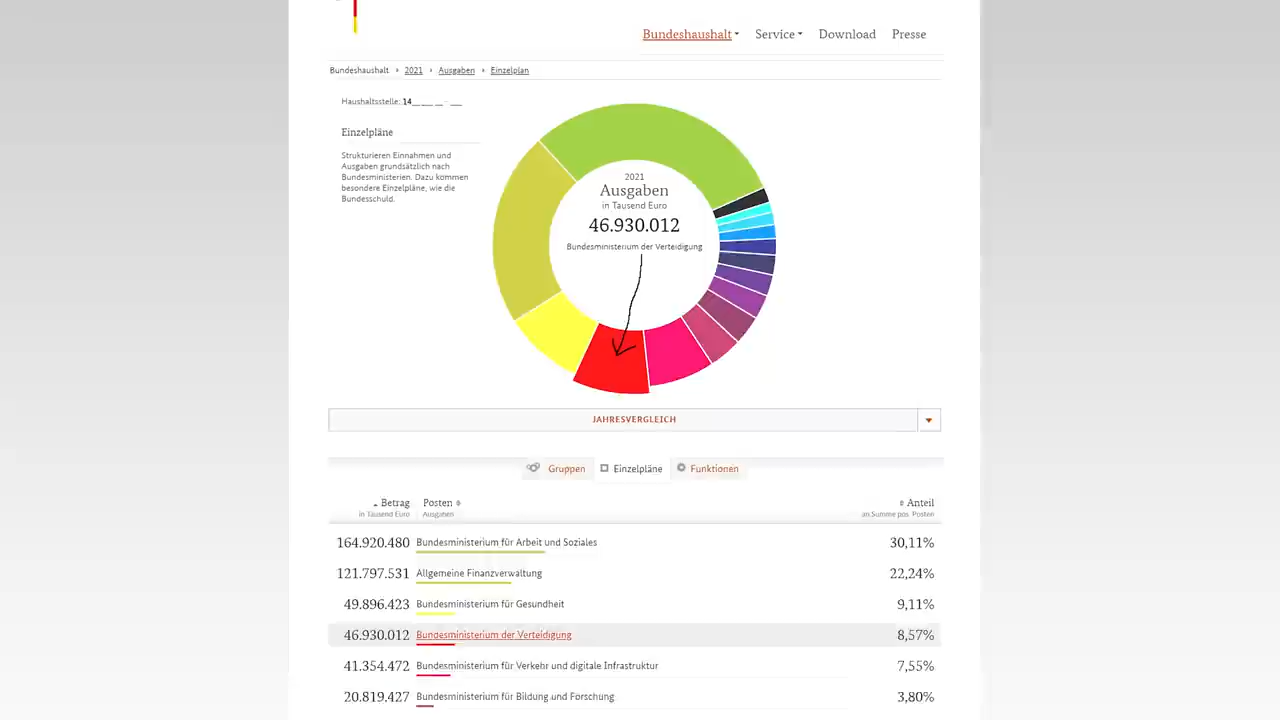 Bundeshaushalt Service Download Presse
Bundeshaushalt › 2021 › Ausgaben › Einzelplan
Haushaltsstelle: 14
Einzelpläne
Strukturieren Einnahmen und
Ausgaben grundsätzlich nach
Bundesministerien. Dazu kommen
besondere Einzelpläne, wie die
Bundesschuld.
2021
Ausgaben
in Tausend Euro
46.930.012
Bundesministerium der Verteidigung
JAHRESVERGLEICH
Gruppen Einzelpläne Funktionen
Betrag Posten Anteil
in Tausend Euro Ausgaben an Summe pos. Posten
164.920.480 Bundesministerium für Arbeit und Soziales 30,11%
121.797.531 Allgemeine Finanzverwaltung 22,24%
49.896.423 Bundesministerium für Gesundheit 9,11%
46.930.012 Bundesministerium der Verteidigung 8,57%
41.354.472 Bundesministerium für Verkehr und digitale Infrastruktur 7,55%
20.819.427 Bundesministerium für Bildung und Forschung 3,80%